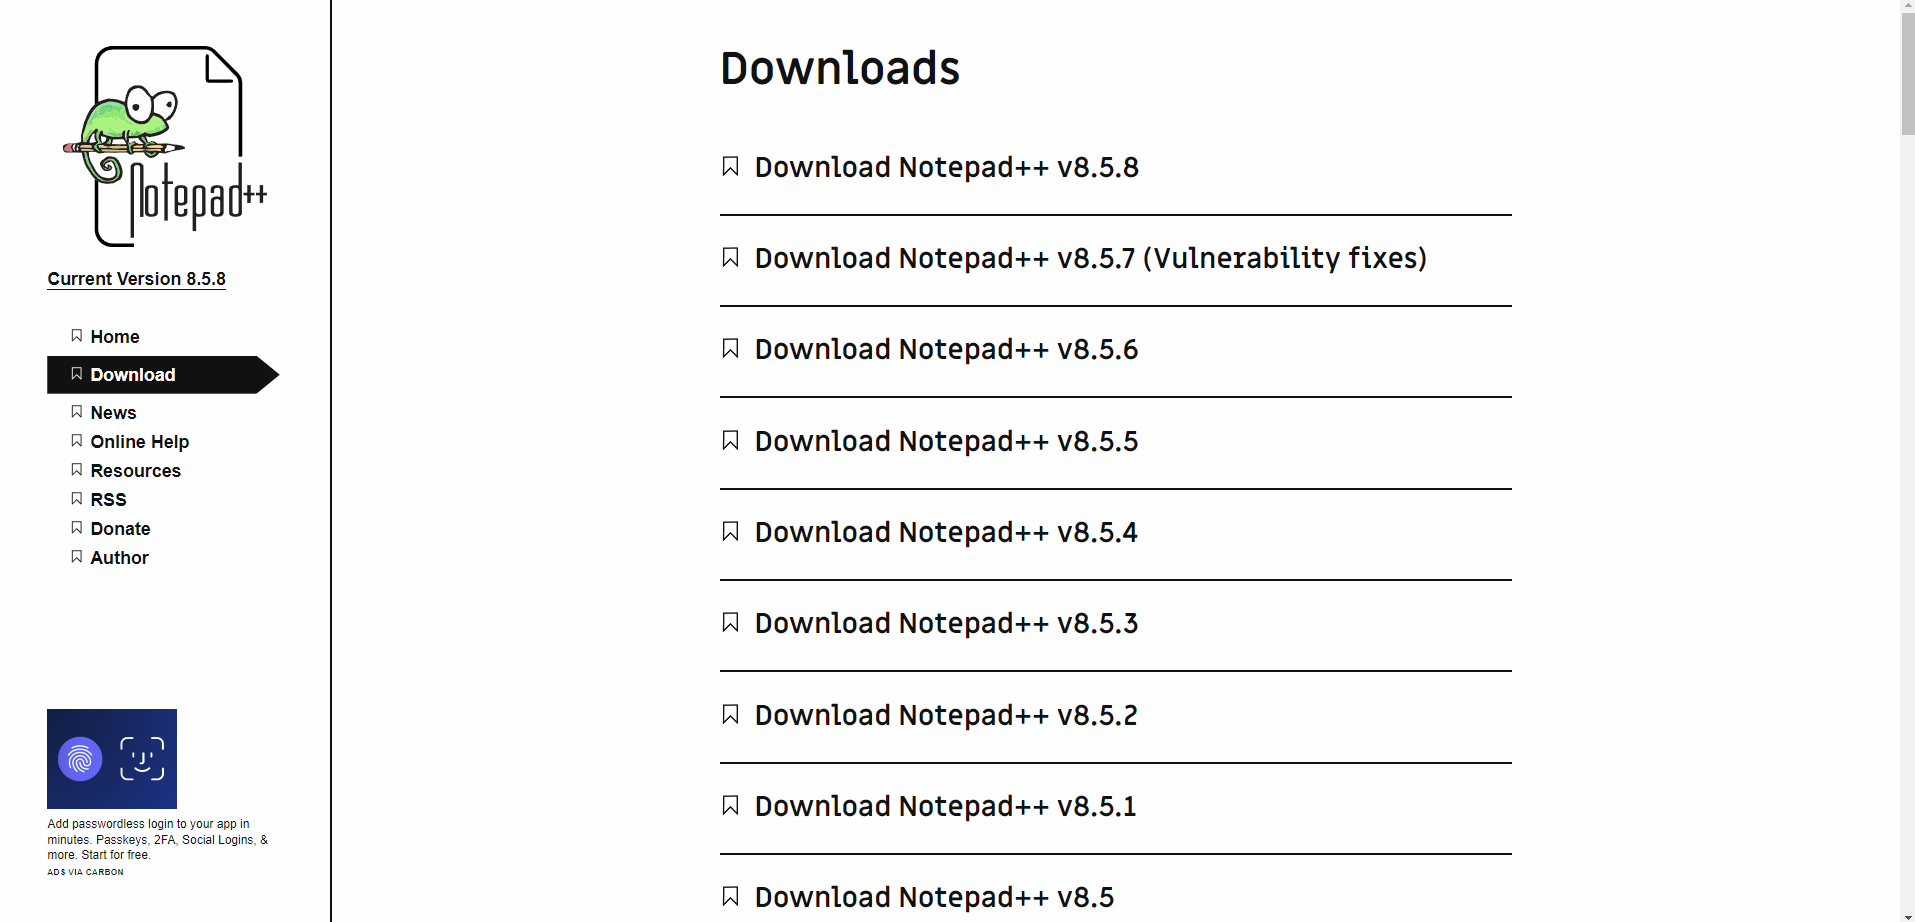 Notepad++
Current Version 8.5.8
Home
Download
News
Online Help
Resources
RSS
Donate
Author
Add passwordless login to your app in
minutes. Passkeys, 2FA, Social Logins, &
more. Start for free.
ADS VIA CARBON
Downloads
Download Notepad++ v8.5.8
Download Notepad++ v8.5.7 (Vulnerability fixes)
Download Notepad++ v8.5.6
Download Notepad++ v8.5.5
Download Notepad++ v8.5.4
Download Notepad++ v8.5.3
Download Notepad++ v8.5.2
Download Notepad++ v8.5.1
Download Notepad++ v8.5